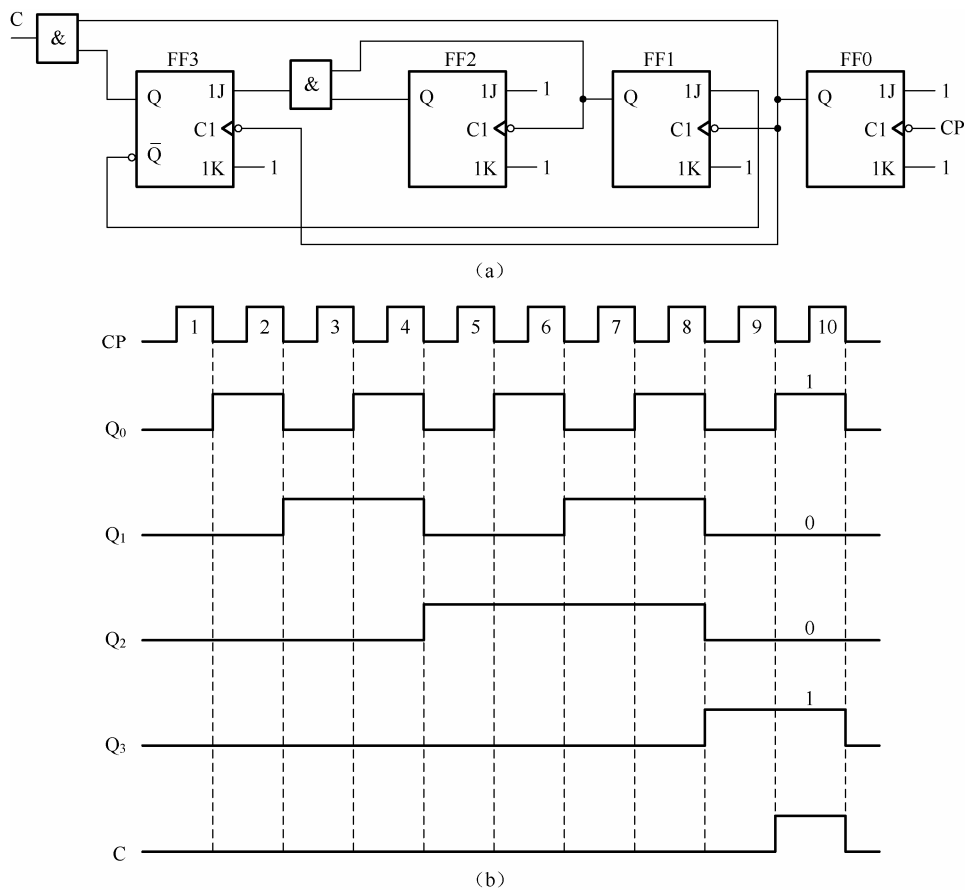 C
&
FF3
Q
1J
C1
Q̅
1K
1
&
FF2
Q
1J
1
C1
1K
1
FF1
Q
1J
C1
1K
1
FF0
Q
1J
1
C1
CP
1K
1
（a）
CP
1 2 3 4 5 6 7 8 9 10
Q₀
1
Q₁
0
Q₂
0
Q₃
1
C
（b）